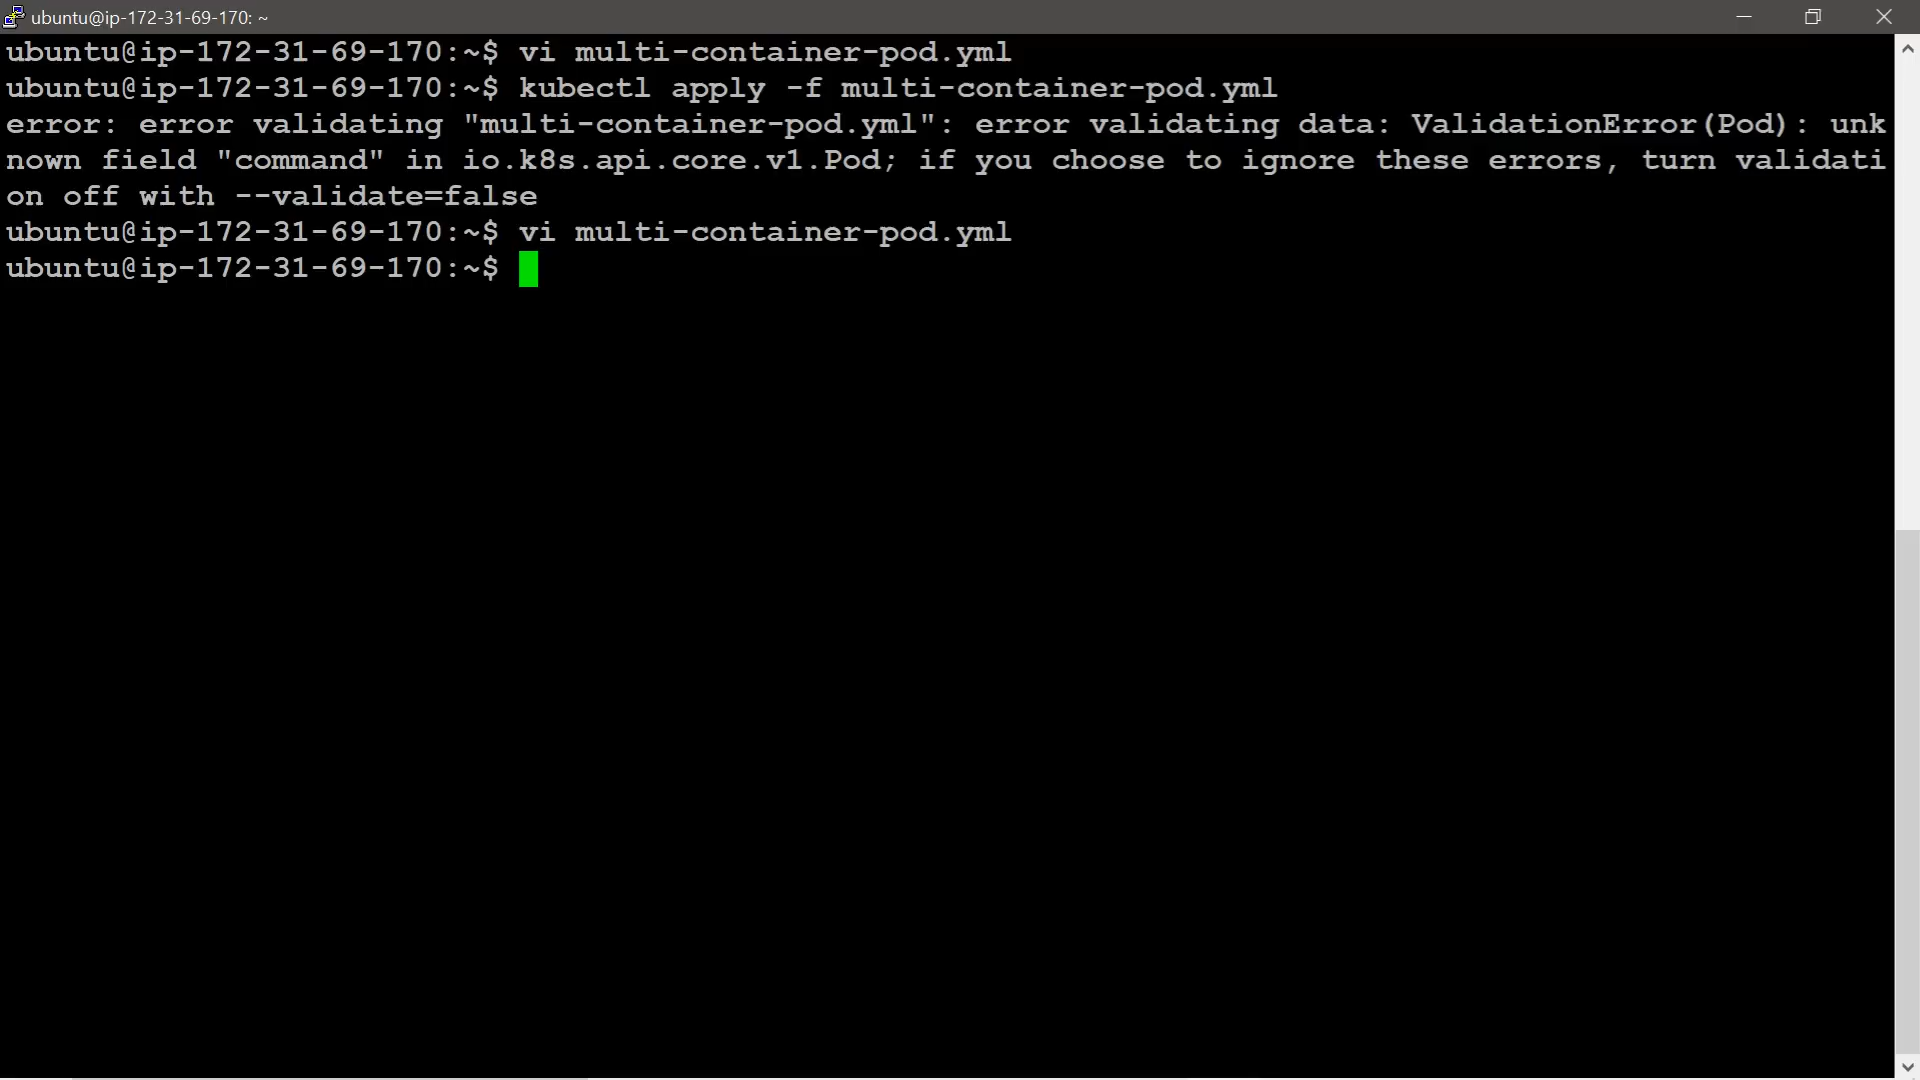 ubuntu@ip-172-31-69-170: ~
ubuntu@ip-172-31-69-170:~$ vi multi-container-pod.yml
ubuntu@ip-172-31-69-170:~$ kubectl apply -f multi-container-pod.yml
error: error validating "multi-container-pod.yml": error validating data: ValidationError(Pod): unk
nown field "command" in io.k8s.api.core.v1.Pod; if you choose to ignore these errors, turn validati
on off with --validate=false
ubuntu@ip-172-31-69-170:~$ vi multi-container-pod.yml
ubuntu@ip-172-31-69-170:~$